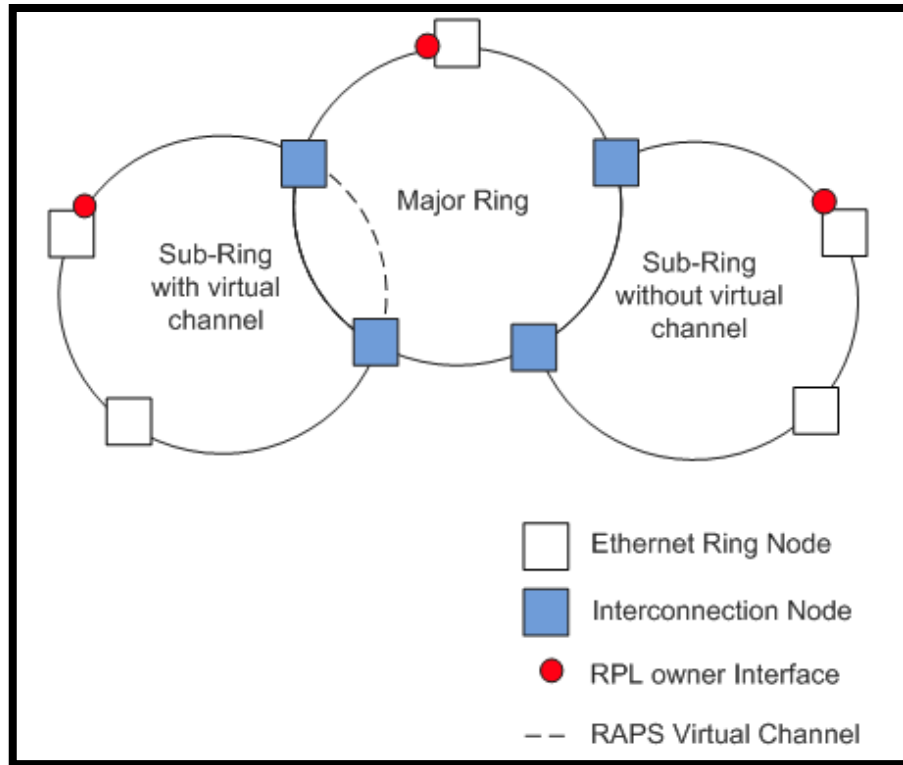 Major Ring
Sub-Ring
with virtual
channel
Sub-Ring
without virtual
channel
Ethernet Ring Node
Interconnection Node
RPL owner Interface
RAPS Virtual Channel